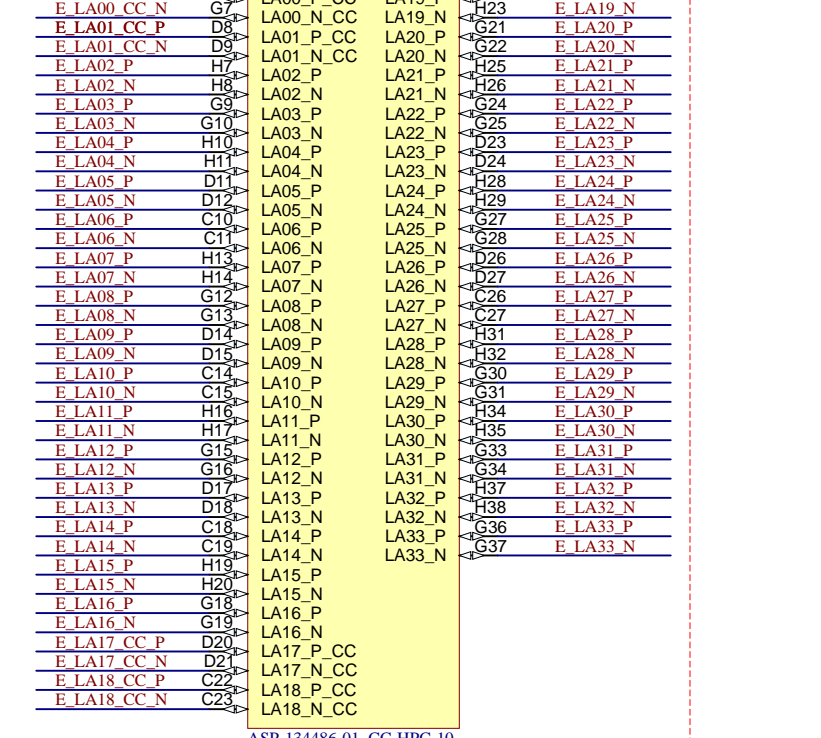 E_LA00_CC_N G7 LA00_N_CC LA19_N H23 E_LA19_N
E_LA01_CC_P D8 LA01_P_CC LA20_P G21 E_LA20_P
E_LA01_CC_N D9 LA01_N_CC LA20_N G22 E_LA20_N
E_LA02_P H7 LA02_P LA21_P H25 E_LA21_P
E_LA02_N H8 LA02_N LA21_N H26 E_LA21_N
E_LA03_P G9 LA03_P LA22_P G24 E_LA22_P
E_LA03_N G10 LA03_N LA22_N G25 E_LA22_N
E_LA04_P H10 LA04_P LA23_P D23 E_LA23_P
E_LA04_N H11 LA04_N LA23_N D24 E_LA23_N
E_LA05_P D11 LA05_P LA24_P H28 E_LA24_P
E_LA05_N D12 LA05_N LA24_N H29 E_LA24_N
E_LA06_P C10 LA06_P LA25_P G27 E_LA25_P
E_LA06_N C11 LA06_N LA25_N G28 E_LA25_N
E_LA07_P H13 LA07_P LA26_P D26 E_LA26_P
E_LA07_N H14 LA07_N LA26_N D27 E_LA26_N
E_LA08_P G12 LA08_P LA27_P C26 E_LA27_P
E_LA08_N G13 LA08_N LA27_N C27 E_LA27_N
E_LA09_P D14 LA09_P LA28_P H31 E_LA28_P
E_LA09_N D15 LA09_N LA28_N H32 E_LA28_N
E_LA10_P C14 LA10_P LA29_P G30 E_LA29_P
E_LA10_N C15 LA10_N LA29_N G31 E_LA29_N
E_LA11_P H16 LA11_P LA30_P H34 E_LA30_P
E_LA11_N H17 LA11_N LA30_N H35 E_LA30_N
E_LA12_P G15 LA12_P LA31_P G33 E_LA31_P
E_LA12_N G16 LA12_N LA31_N G34 E_LA31_N
E_LA13_P D17 LA13_P LA32_P H37 E_LA32_P
E_LA13_N D18 LA13_N LA32_N H38 E_LA32_N
E_LA14_P C18 LA14_P LA33_P G36 E_LA33_P
E_LA14_N C19 LA14_N LA33_N G37 E_LA33_N
E_LA15_P H19 LA15_P
E_LA15_N H20 LA15_N
E_LA16_P G18 LA16_P
E_LA16_N G19 LA16_N
E_LA17_CC_P D20 LA17_P_CC
E_LA17_CC_N D21 LA17_N_CC
E_LA18_CC_P C22 LA18_P_CC
E_LA18_CC_N C23 LA18_N_CC